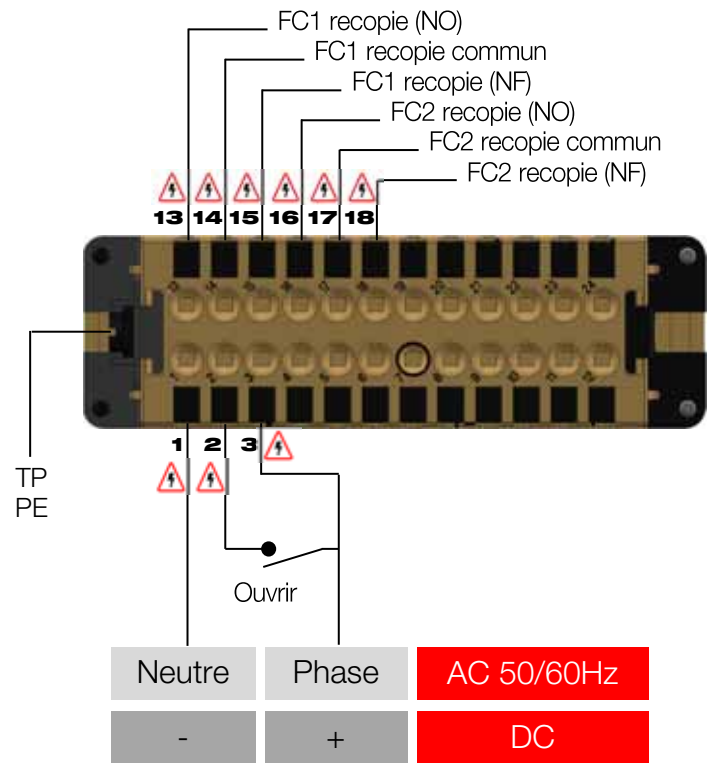 FC1 recopie (NO)
FC1 recopie commun
FC1 recopie (NF)
FC2 recopie (NO)
FC2 recopie commun
FC2 recopie (NF)
13 14 15 16 17 18
1 2 3
TP
PE
Ouvrir
Neutre Phase AC 50/60Hz
- + DC